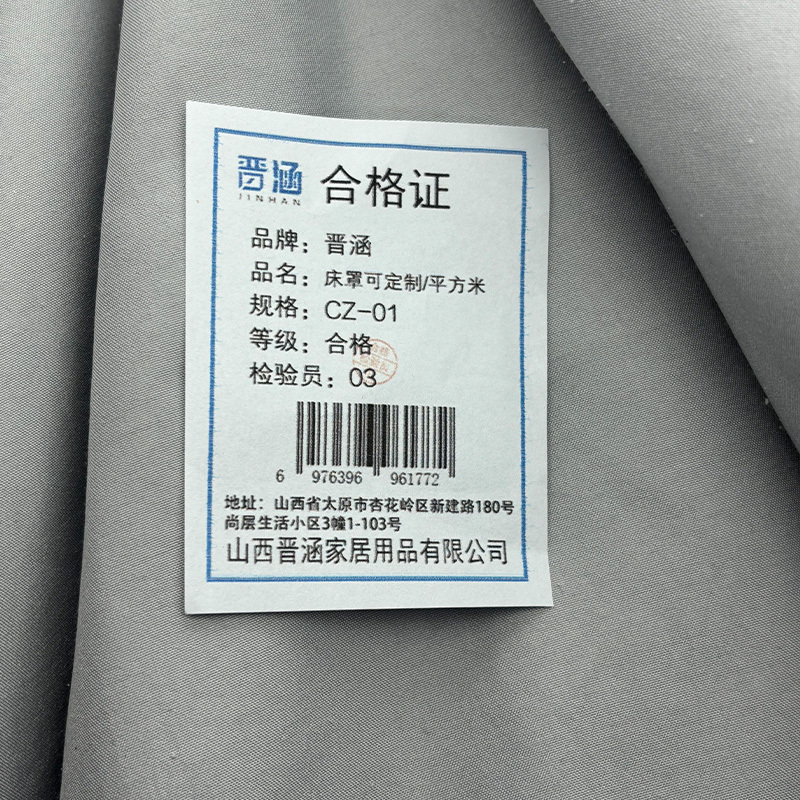 晋涵 合格证
JINHAN
品牌：晋涵
品名：床罩可定制/平方米
规格：CZ-01
等级：合格
检验员：03
6 976396 961772
地址：山西省太原市杏花岭区新建路180号
尚层生活小区3幢1-103号
山西晋涵家居用品有限公司